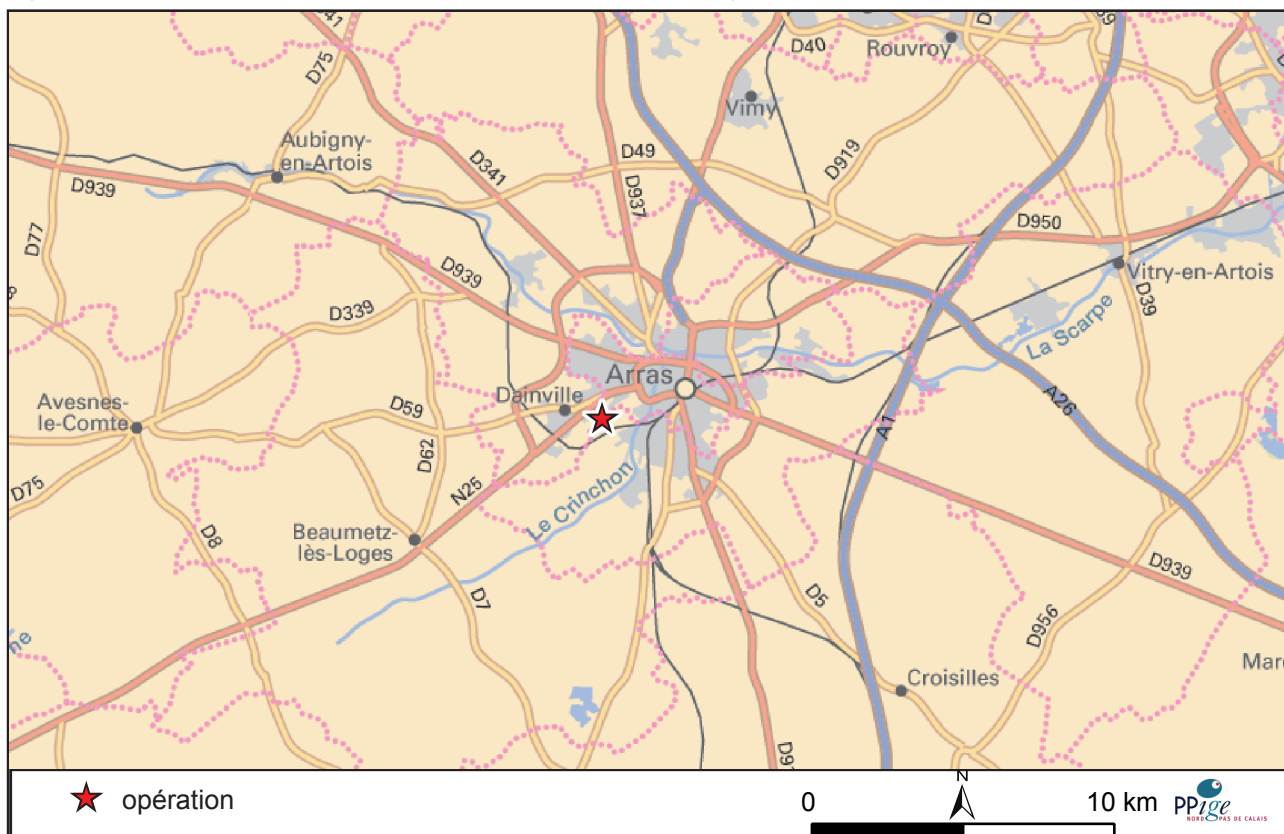 D75
D40
Rouvroy
Vimy
Aubigny-
en-Artois
D49
D919
D341
D939
D937
D77
D950
Vitry-en-Artois
D939
D339
D39
La Scarpe
Arras
Dainville
Avesnes-
le-Comte
D59
A26
A1
D62
D75
N25
Le Crinchon
D8
Beaumetz-
lès-Loges
D939
D7
D5
D956
Croisilles
opération
0
N
10 km
PPige
NORD PAS DE CALAIS